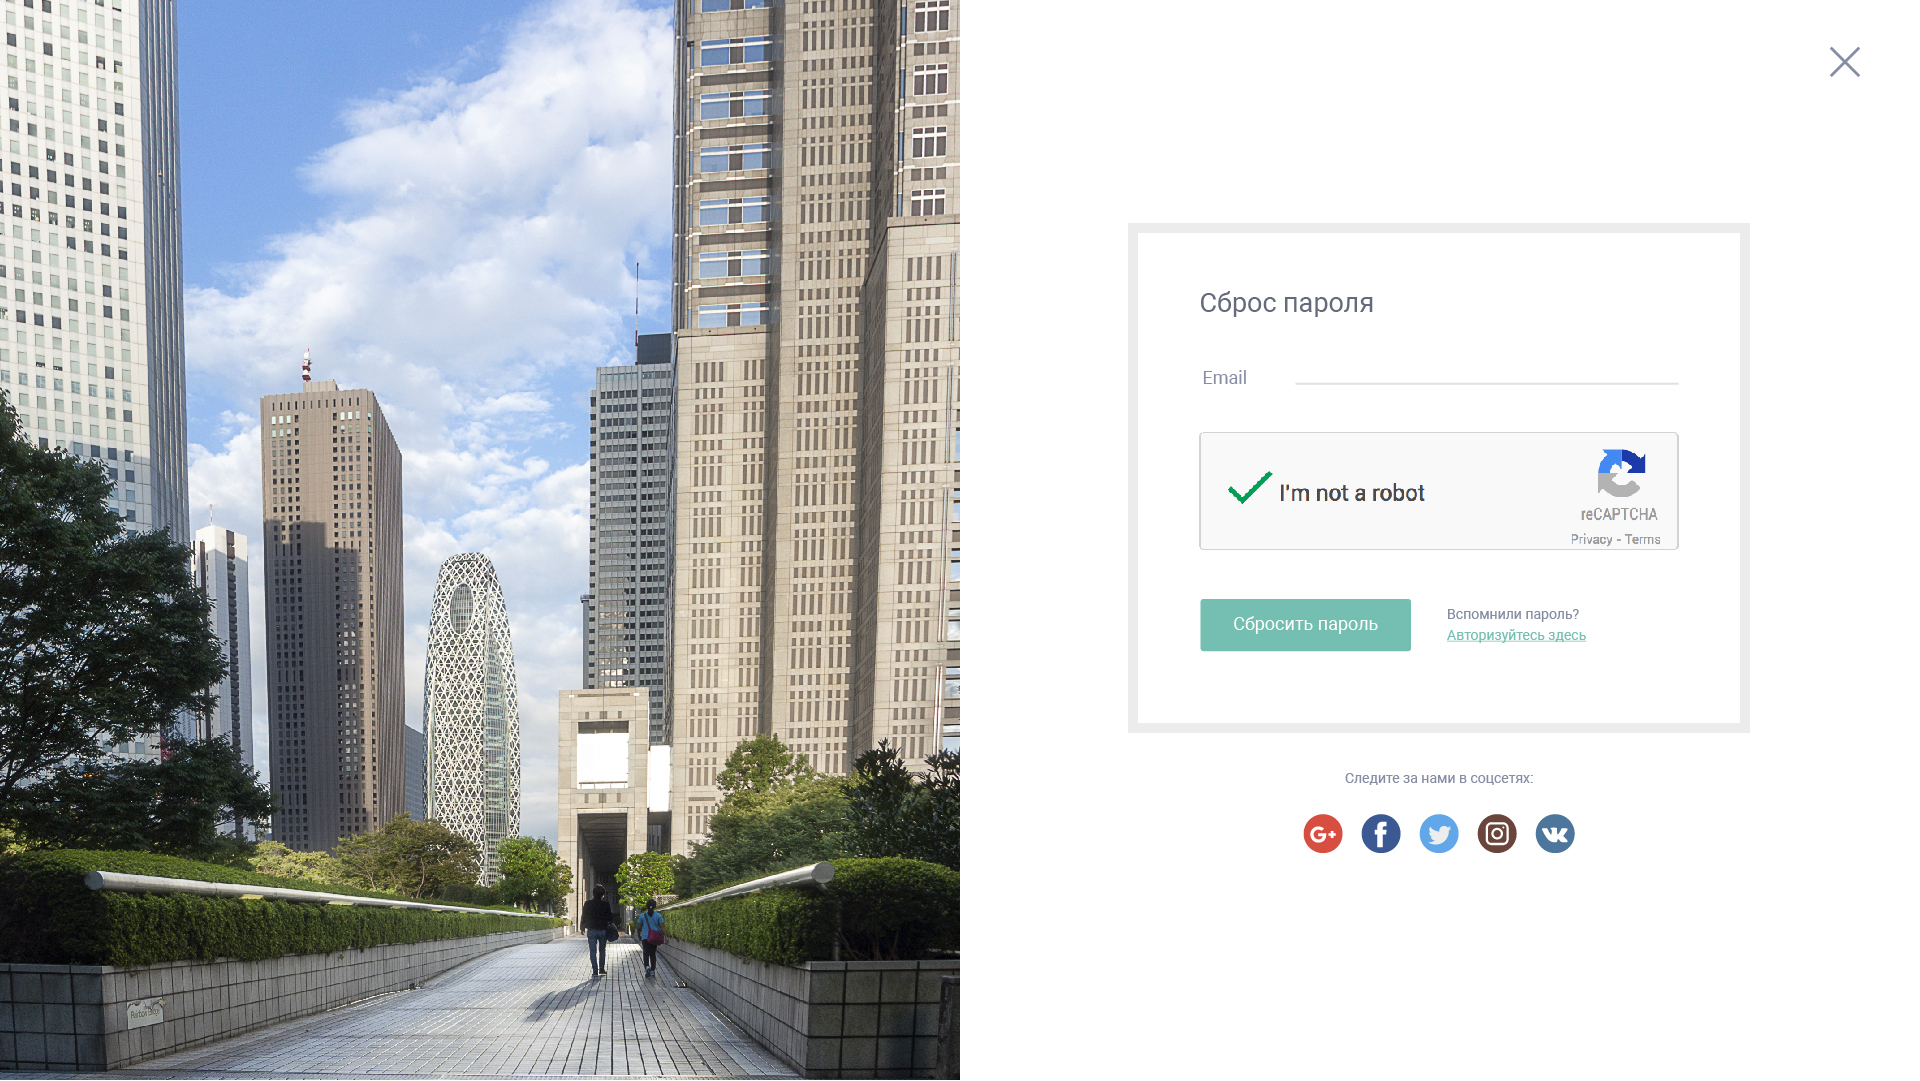 Сброс пароля
Email
I'm not a robot
reCAPTCHA
Privacy - Terms
Сбросить пароль
Вспомнили пароль?
Авторизуйтесь здесь
Следите за нами в соцсетях: